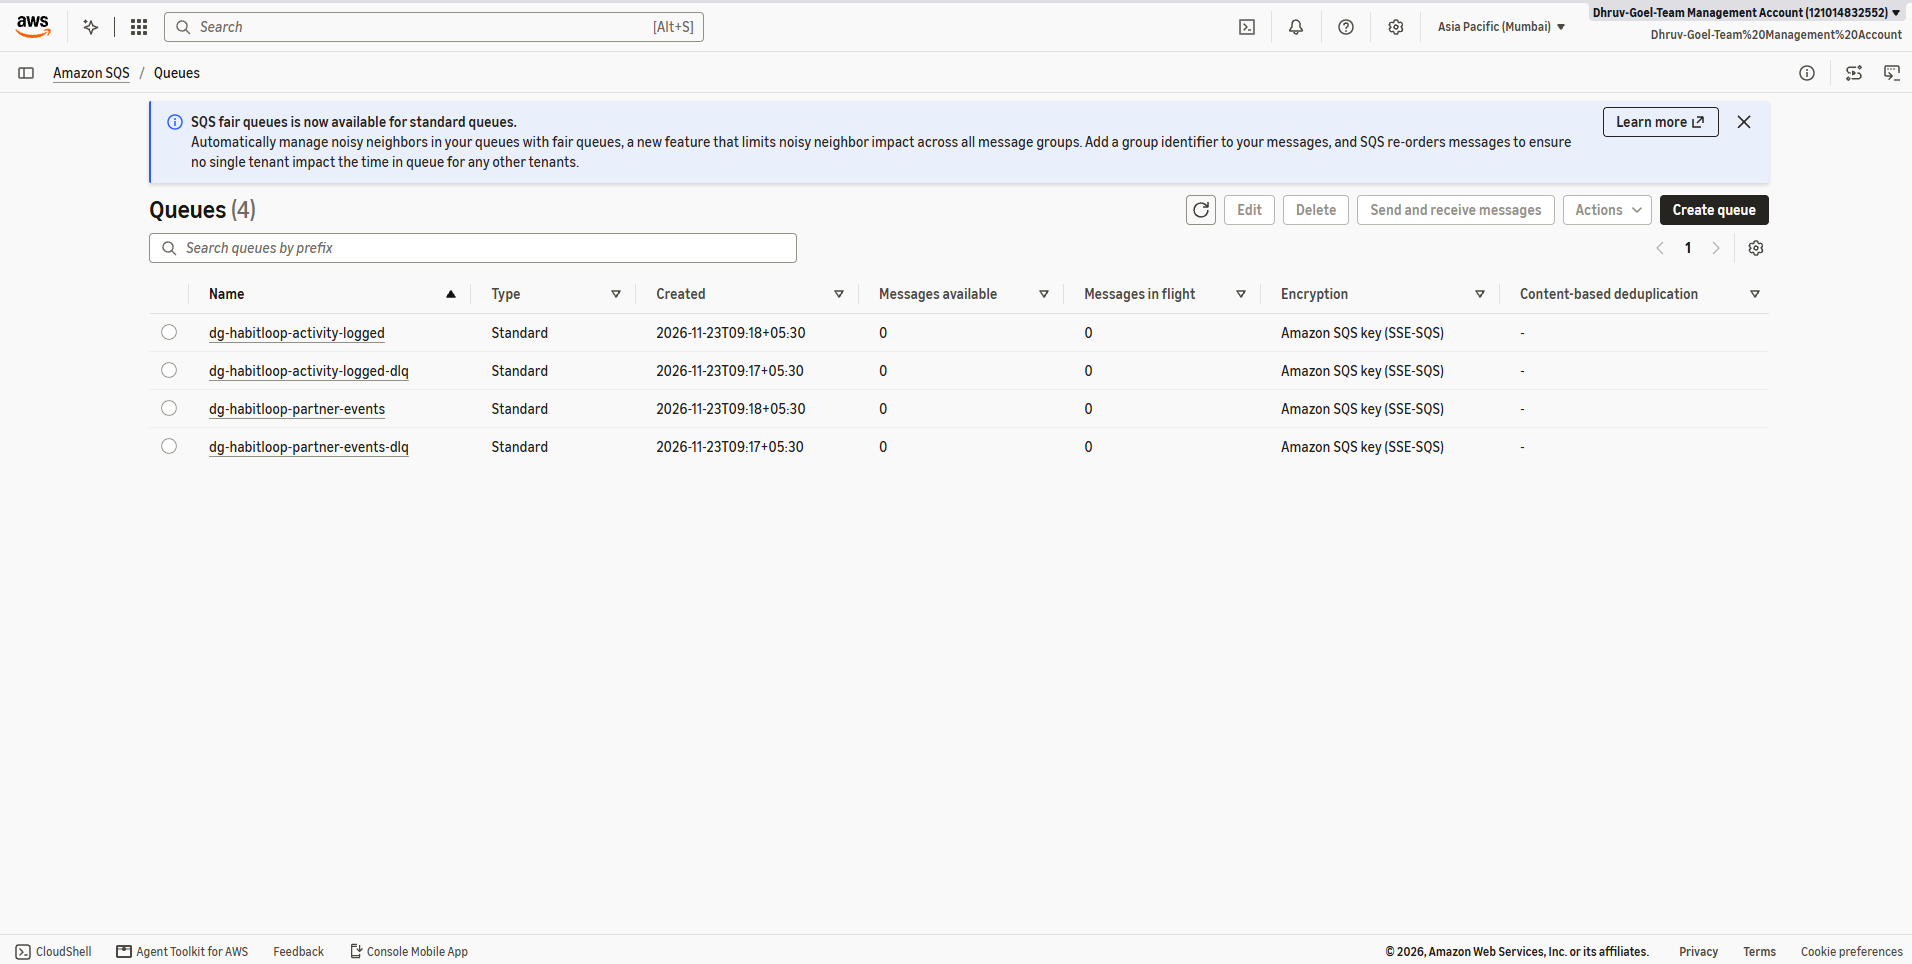 aws
Search [Alt+S]
Asia Pacific (Mumbai)
Dhruv-Goel-Team Management Account (121014832552)
Dhruv-Goel-Team%20Management%20Account
Amazon SQS / Queues
SQS fair queues is now available for standard queues.
Automatically manage noisy neighbors in your queues with fair queues, a new feature that limits noisy neighbor impact across all message groups. Add a group identifier to your messages, and SQS re-orders messages to ensure
no single tenant impact the time in queue for any other tenants.
Learn more
Queues (4)
Edit Delete Send and receive messages Actions Create queue
Search queues by prefix
1
Name Type Created Messages available Messages in flight Encryption Content-based deduplication
dg-habitloop-activity-logged Standard 2026-11-23T09:18+05:30 0 0 Amazon SQS key (SSE-SQS) -
dg-habitloop-activity-logged-dlq Standard 2026-11-23T09:17+05:30 0 0 Amazon SQS key (SSE-SQS) -
dg-habitloop-partner-events Standard 2026-11-23T09:18+05:30 0 0 Amazon SQS key (SSE-SQS) -
dg-habitloop-partner-events-dlq Standard 2026-11-23T09:17+05:30 0 0 Amazon SQS key (SSE-SQS) -
CloudShell Agent Toolkit for AWS Feedback Console Mobile App © 2026, Amazon Web Services, Inc. or its affiliates. Privacy Terms Cookie preferences